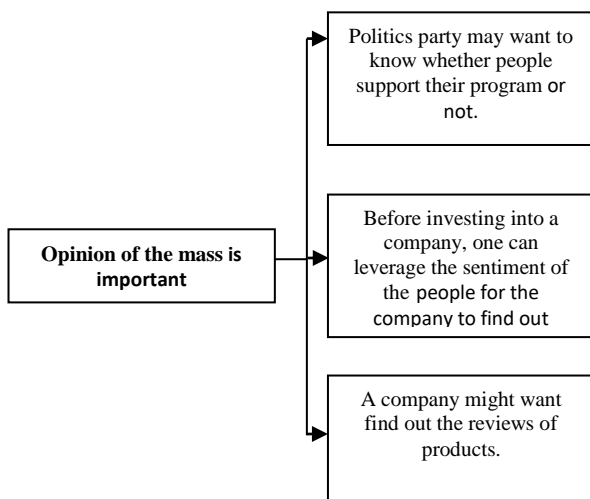 Politics party may want to
know whether people
support their program or
not.
Opinion of the mass is
important
Before investing into a
company, one can
leverage the sentiment of
the people for the
company to find out
A company might want
find out the reviews of
products.